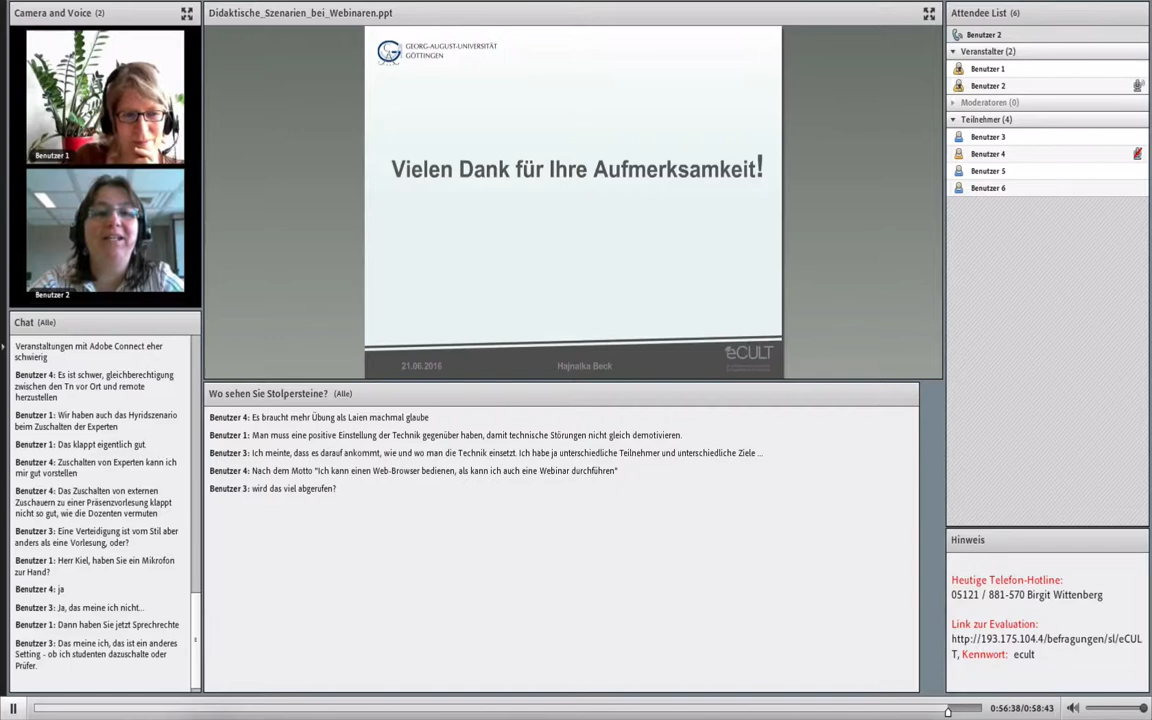 Camera and Voice (2)
Benutzer 1
Benutzer 2
Chat (Alle)
Veranstaltungen mit Adobe Connect eher
schwierig
Benutzer 4: Es ist schwer, gleichberechtigung
zwischen den Tn vor Ort und remote
herzustellen
Benutzer 1: Wir haben auch das Hyridszenario
beim Zuschalten der Experten
Benutzer 1: Das klappt eigentlich gut.
Benutzer 4: Zuschalten von Experten kann ich
mir gut vorstellen
Benutzer 4: Das Zuschalten von externen
Zuschauern zu einer Präsenzvorlesung klappt
nicht so gut, wie die Dozenten vermuten
Benutzer 3: Eine Verteidigung ist vom Stil aber
anders als eine Vorlesung, oder?
Benutzer 1: Herr Kiel, haben Sie ein Mikrofon
zur Hand?
Benutzer 4: ja
Benutzer 3: Ja, das meine ich nicht...
Benutzer 1: Dann haben Sie jetzt Sprechrechte
Benutzer 3: Das meine ich, das ist ein anderes
Setting - ob ich studenten dazuschalte oder
Prüfer.
Didaktische_Szenarien_bei_Webinaren.ppt
GEORG-AUGUST-UNIVERSITÄT
GÖTTINGEN
Vielen Dank für Ihre Aufmerksamkeit!
21.06.2016
Hajnalka Beck
eCULT
Wo sehen Sie Stolpersteine? (Alle)
Benutzer 4: Es braucht mehr Übung als Laien machmal glaube
Benutzer 1: Man muss eine positive Einstellung der Technik gegenüber haben, damit technische Störungen nicht gleich demotivieren.
Benutzer 3: Ich meinte, dass es darauf ankommt, wie und wo man die Technik einsetzt. Ich habe ja unterschiedliche Teilnehmer und unterschiedliche Ziele ...
Benutzer 4: Nach dem Motto "Ich kann einen Web-Browser bedienen, als kann ich auch eine Webinar durchführen"
Benutzer 3: wird das viel abgerufen?
Attendee List (6)
Benutzer 2
Veranstalter (2)
Benutzer 1
Benutzer 2
Moderatoren (0)
Teilnehmer (4)
Benutzer 3
Benutzer 4
Benutzer 5
Benutzer 6
Hinweis
Heutige Telefon-Hotline:
05121 / 881-570 Birgit Wittenberg
Link zur Evaluation:
http://193.175.104.4/befragungen/sl/eCUL
T, Kennwort: ecult
0:56:38/0:58:43